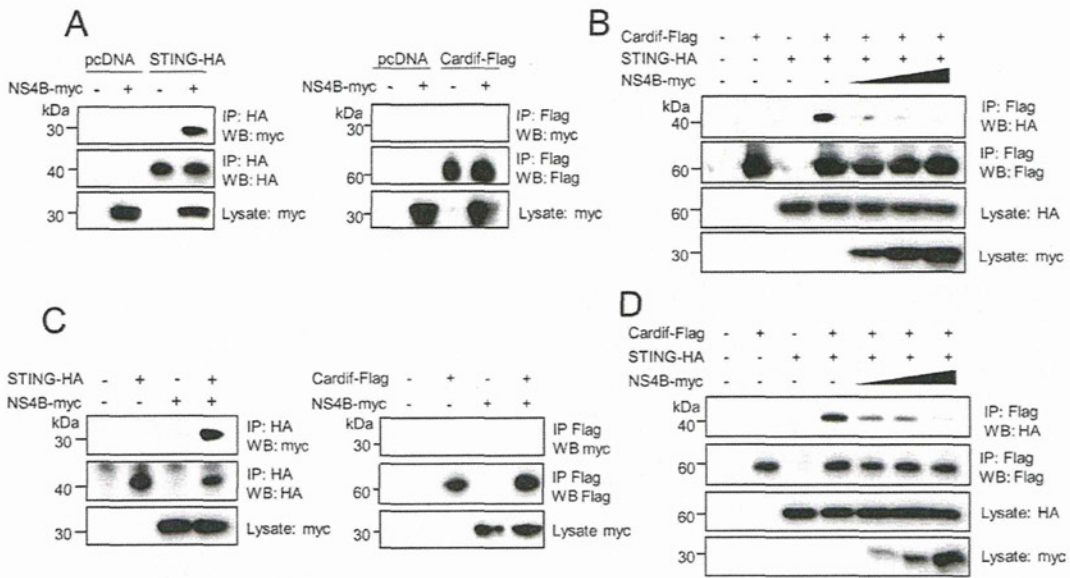 A
pcDNA STING-HA
NS4B-myc - + - +
kDa
30 IP: HA
WB: myc
40 IP: HA
WB: HA
30 Lysate: myc
pcDNA Cardif-Flag
NS4B-myc - + - +
kDa
30 IP: Flag
WB: myc
60 IP: Flag
WB: Flag
30 Lysate: myc
B
Cardif-Flag - + - + + + +
STING-HA - - + + + + +
NS4B-myc - - - -
kDa
40 IP: Flag
WB: HA
60 IP: Flag
WB: Flag
60 Lysate: HA
30 Lysate: myc
C
STING-HA - + - +
NS4B-myc - - + +
kDa
30 IP: HA
WB: myc
40 IP: HA
WB: HA
30 Lysate: myc
Cardif-Flag - + - +
NS4B-myc - - + +
kDa
30 IP Flag
WB myc
60 IP Flag
WB Flag
30 Lysate myc
D
Cardif-Flag - + - + + + +
STING-HA - - + + + + +
NS4B-myc - - - -
kDa
40 IP: Flag
WB: HA
60 IP: Flag
WB: Flag
60 Lysate: HA
30 Lysate: myc